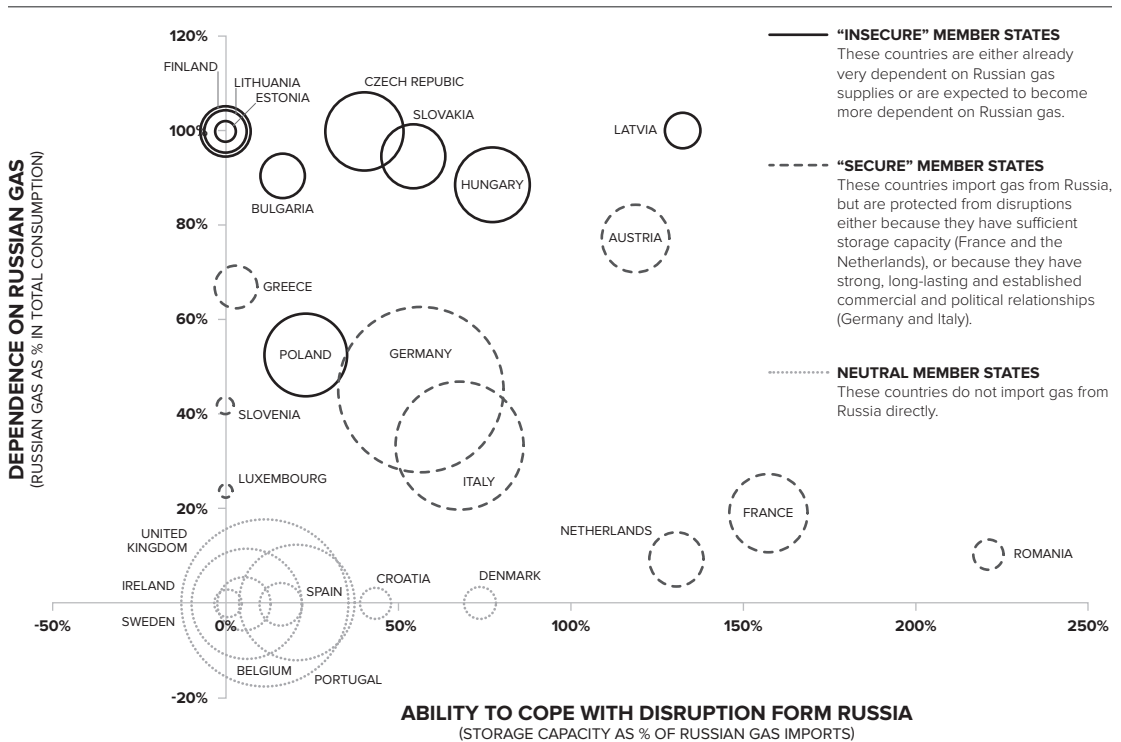 120%
100%
80%
60%
40%
20%
-20%
-50%
0%
50%
100%
150%
200%
250%
DEPENDENCE ON RUSSIAN GAS
(RUSSIAN GAS AS % IN TOTAL CONSUMPTION)
FINLAND
LITHUANIA
ESTONIA
CZECH REPUBIC
SLOVAKIA
HUNGARY
LATVIA
BULGARIA
AUSTRIA
GREECE
POLAND
GERMANY
SLOVENIA
ITALY
LUXEMBOURG
UNITED
KINGDOM
NETHERLANDS
FRANCE
ROMANIA
IRELAND
SPAIN
CROATIA
DENMARK
SWEDEN
BELGIUM
PORTUGAL
ABILITY TO COPE WITH DISRUPTION FORM RUSSIA
(STORAGE CAPACITY AS % OF RUSSIAN GAS IMPORTS)
“INSECURE” MEMBER STATES
These countries are either already
very dependent on Russian gas
supplies or are expected to become
more dependent on Russian gas.
“SECURE” MEMBER STATES
These countries import gas from Russia,
but are protected from disruptions
either because they have sufficient
storage capacity (France and the
Netherlands), or because they have
strong, long-lasting and established
commercial and political relationships
(Germany and Italy).
NEUTRAL MEMBER STATES
These countries do not import gas from
Russia directly.